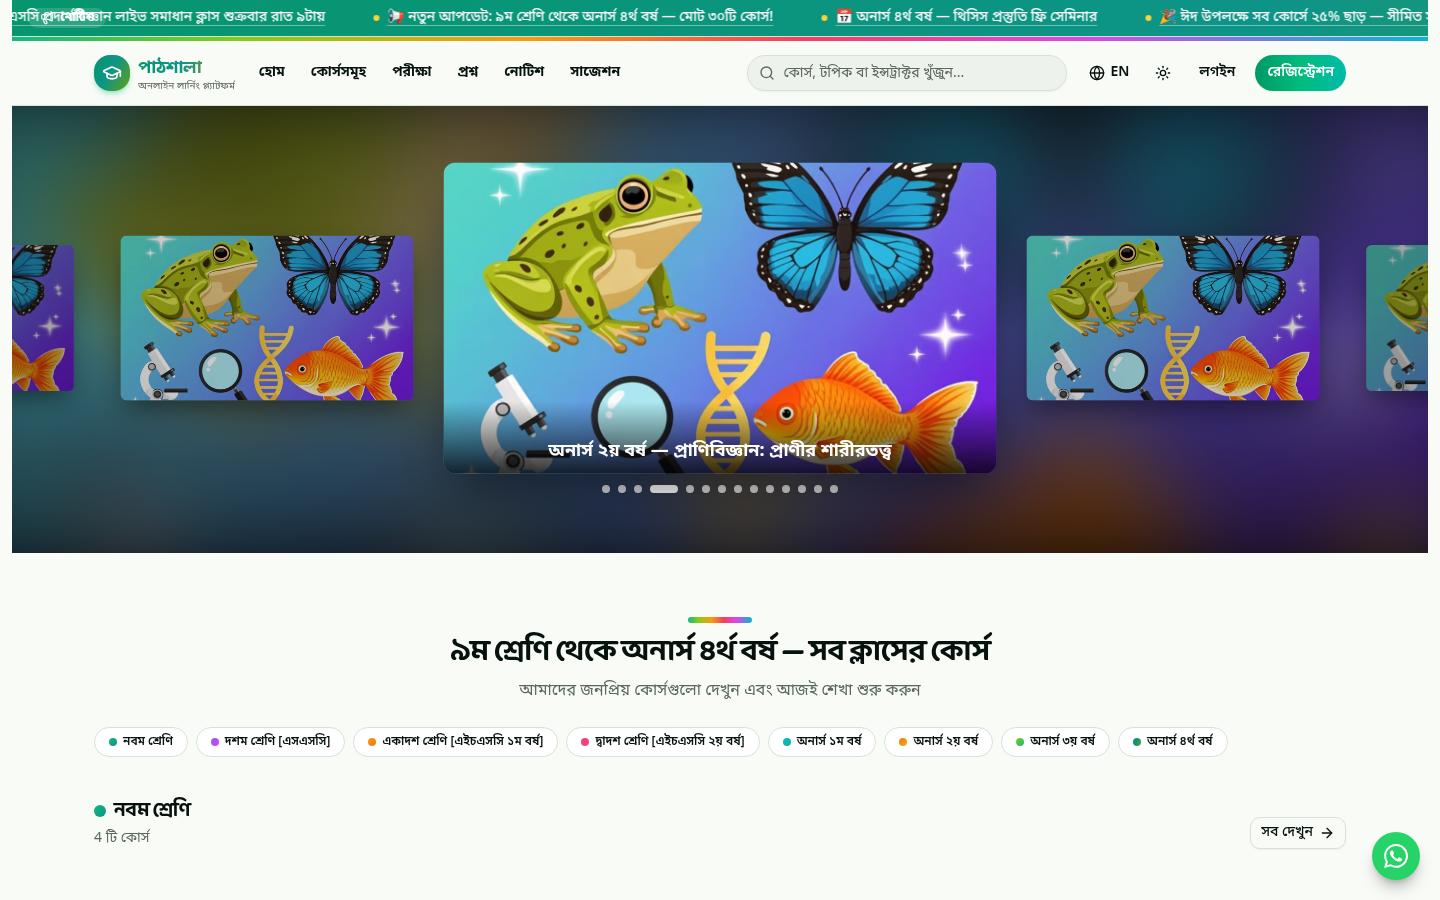 প্রাণিবিজ্ঞান লাইভ সমাধান ক্লাস শুক্রবার রাত ৯টায়
📢 নতুন আপডেট: ৯ম শ্রেণি থেকে অনার্স ৪র্থ বর্ষ — মোট ৩০টি কোর্স!
📅 অনার্স ৪র্থ বর্ষ — থিসিস প্রস্তুতি ফ্রি সেমিনার
🎉 ঈদ উপলক্ষে সব কোর্সে ২৫% ছাড় — সীমিত
পাঠশালা
অনলাইন লার্নিং প্ল্যাটফর্ম
হোম
কোর্সসমূহ
পরীক্ষা
প্রশ্ন
নোটিশ
সাজেশন
কোর্স, টপিক বা ইন্সট্রাক্টর খুঁজুন...
EN
লগইন
রেজিস্ট্রেশন
অনার্স ২য় বর্ষ — প্রাণিবিজ্ঞান: প্রাণীর শারীরতত্ত্ব
৯ম শ্রেণি থেকে অনার্স ৪র্থ বর্ষ — সব ক্লাসের কোর্স
আমাদের জনপ্রিয় কোর্সগুলো দেখুন এবং আজই শেখা শুরু করুন
নবম শ্রেণি
দশম শ্রেণি [এসএসসি]
একাদশ শ্রেণি [এইচএসসি ১ম বর্ষ]
দ্বাদশ শ্রেণি [এইচএসসি ২য় বর্ষ]
অনার্স ১ম বর্ষ
অনার্স ২য় বর্ষ
অনার্স ৩য় বর্ষ
অনার্স ৪র্থ বর্ষ
নবম শ্রেণি
4 টি কোর্স
সব দেখুন